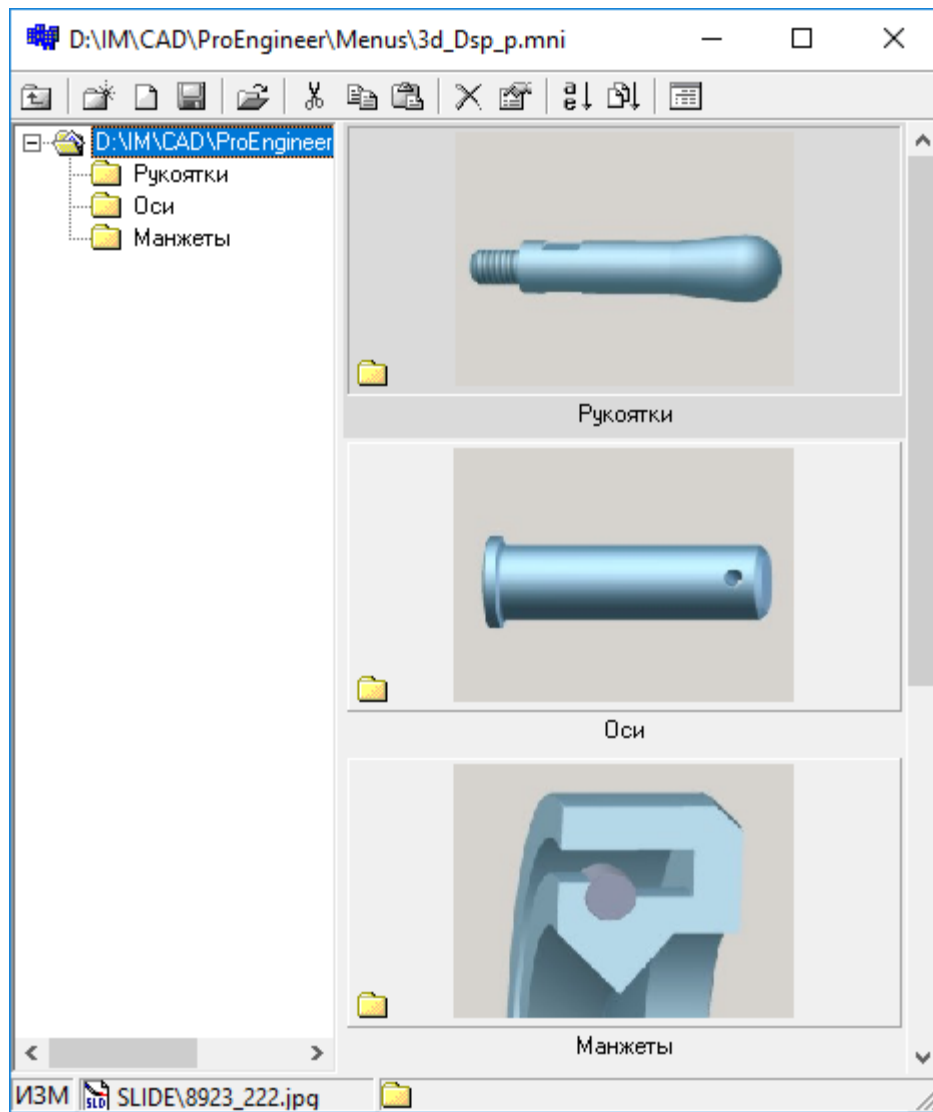 D:\IM\CAD\ProEngineer\Menus\3d_Dsp_p.mni
D:\IM\CAD\ProEngineer
Рукоятки
Оси
Манжеты
Рукоятки
Оси
Манжеты
ИЗМ SLD SLIDE\8923_222.jpg